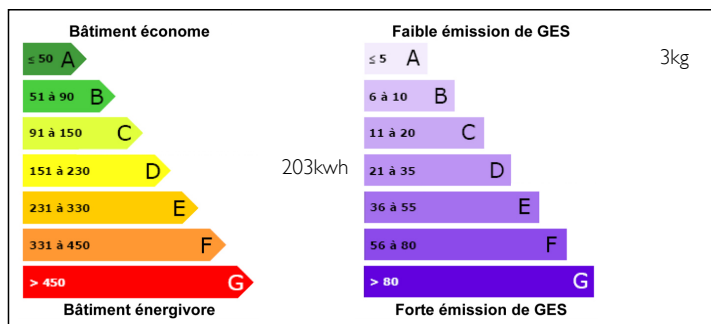 Bâtiment économe
≤ 50 A
51 à 90 B
91 à 150 C
151 à 230 D
203kwh
231 à 330 E
331 à 450 F
> 450 G
Bâtiment énergivore
Faible émission de GES
≤ 5 A
3kg
6 à 10 B
11 à 20 C
21 à 35 D
36 à 55 E
56 à 80 F
> 80 G
Forte émission de GES